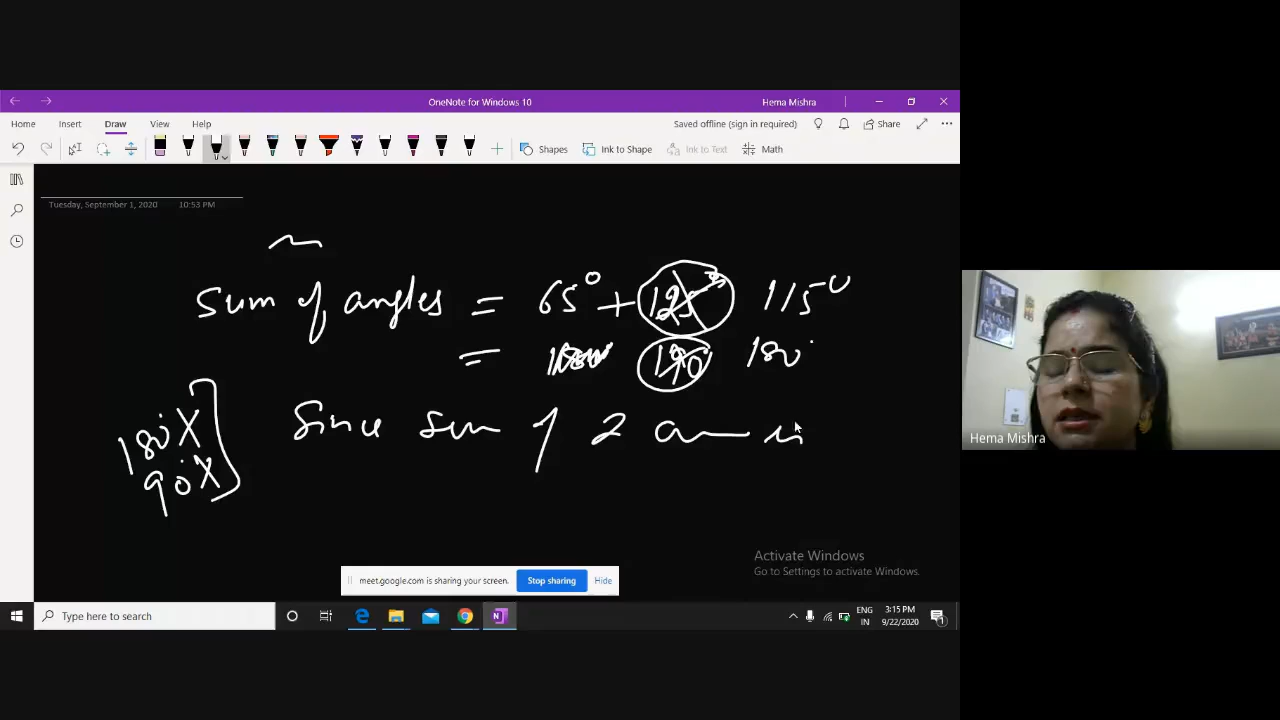 OneNote for Windows 10
Hema Mishra
Home Insert Draw View Help
Saved offline (sign in required)
Share
Shapes
Ink to Shape
Ink to Text
Math
Tuesday, September 1, 2020 10:53 PM
Sum of angles = 65° + 125° 115°
= 190° 180°
180° X
90° X
Since sum of 2
Hema Mishra
Activate Windows
Go to Settings to activate Windows.
meet.google.com is sharing your screen.
Stop sharing
Hide
Type here to search
ENG
IN
3:15 PM
9/22/2020